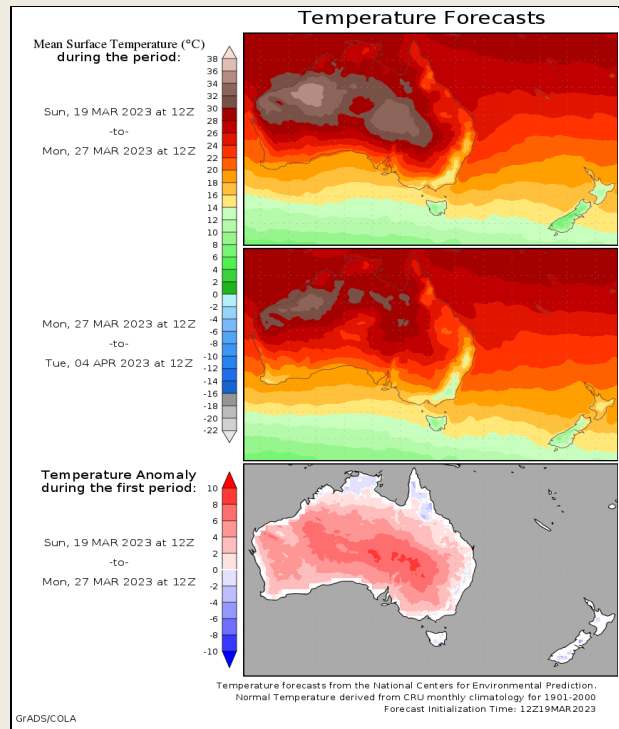 Temperature Forecasts
Mean Surface Temperature (°C)
during the period:
Sun, 19 MAR 2023 at 12Z
-to-
Mon, 27 MAR 2023 at 12Z
38
36
34
32
30
28
26
24
22
20
18
16
14
12
10
8
6
4
2
0
-2
-4
-6
-8
-10
-12
-14
-16
-18
-20
-22
Mon, 27 MAR 2023 at 12Z
-to-
Tue, 04 APR 2023 at 12Z
Temperature Anomaly
during the first period:
Sun, 19 MAR 2023 at 12Z
-to-
Mon, 27 MAR 2023 at 12Z
10
8
6
4
2
0
-2
-4
-6
-8
-10
Temperature forecasts from the National Centers for Environmental Prediction.
Normal Temperature derived from CRU monthly climatology for 1901-2000
Forecast Initialization Time: 12Z19MAR2023
GrADS/COLA